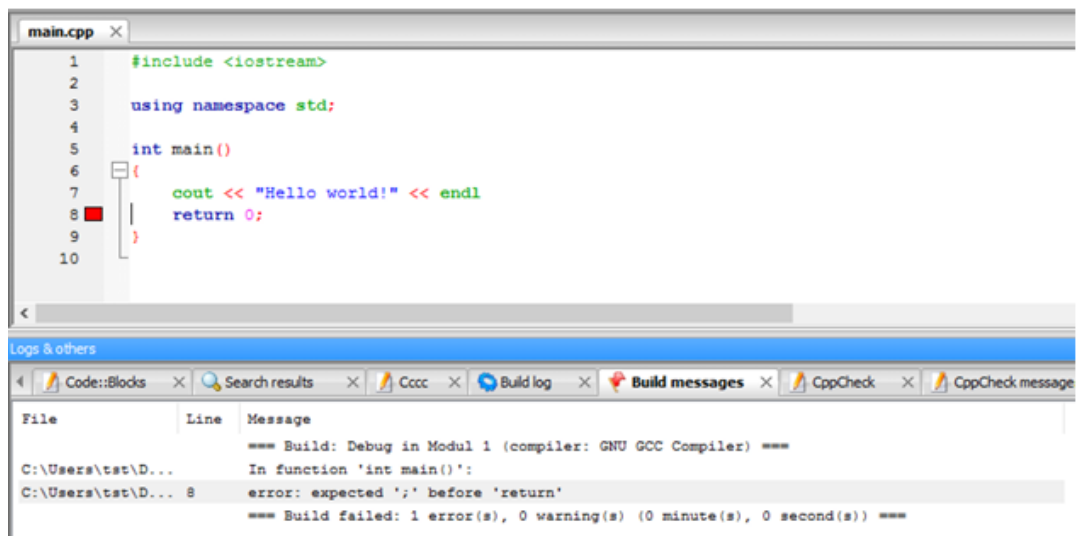 main.cpp
1 #include <iostream>
2
3 using namespace std;
4
5 int main()
6 {
7 cout << "Hello world!" << endl
8 return 0;
9 }
10
Logs & others
Code::Blocks Search results Cccc Build log Build messages CppCheck CppCheck message
File Line Message
=== Build: Debug in Modul 1 (compiler: GNU GCC Compiler) ===
C:\Users\tst\D... In function 'int main()':
C:\Users\tst\D... 8 error: expected ';' before 'return'
=== Build failed: 1 error(s), 0 warning(s) (0 minute(s), 0 second(s)) ===